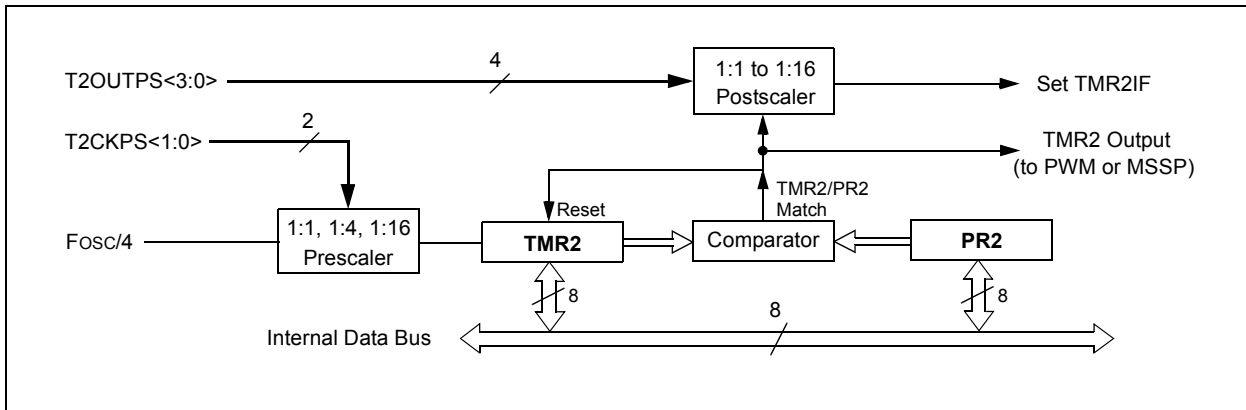 4
1:1 to 1:16
T2OUTPS<3:0>
Postscaler
Set TMR2IF
2
T2CKPS<1:0>
TMR2 Output
(to PWM or MSSP)
TMR2/PR2
Match
Reset
1:1, 1:4, 1:16
Prescaler
FOSC/4
TMR2
Comparator
PR2
8
8
8
Internal Data Bus